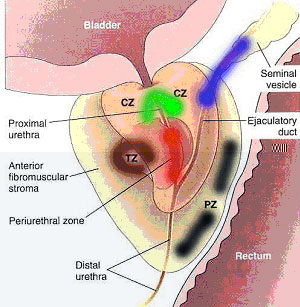 Bladder
Seminal
vesicle
CZ
CZ
Proximal
urethra
Ejaculatory
duct
TZ
Anterior
fibromuscular
stroma
Periurethral zone
PZ
Rectum
Distal
urethra